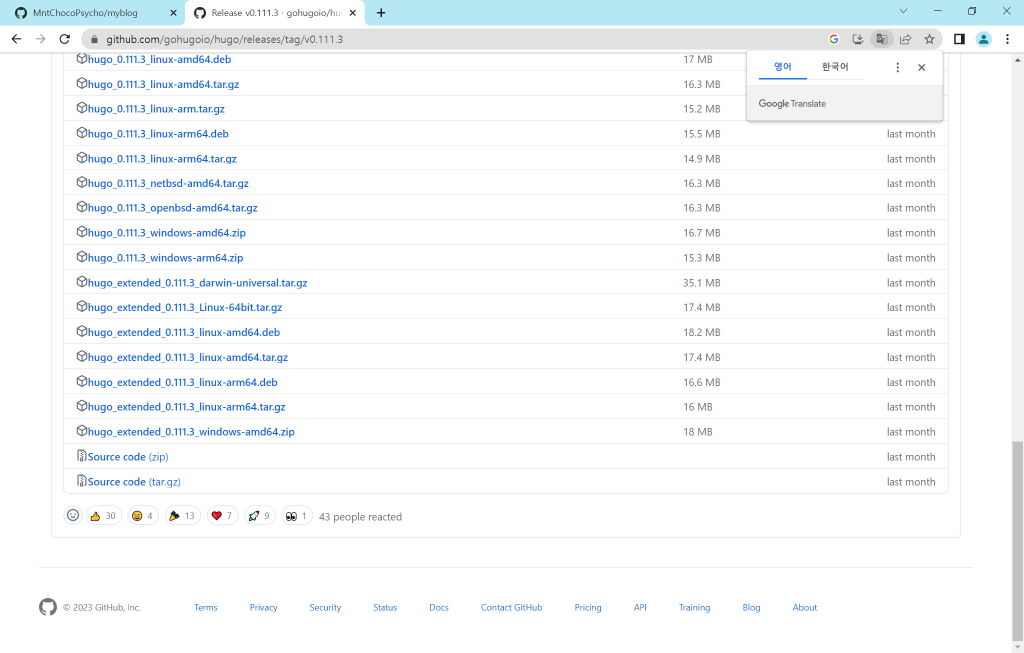 MntChocoPsycho/myblog
Release v0.111.3 · gohugoio/hu
github.com/gohugoio/hugo/releases/tag/v0.111.3
영어 한국어
Google Translate
hugo_0.111.3_linux-amd64.deb 17 MB
hugo_0.111.3_linux-amd64.tar.gz 16.3 MB
hugo_0.111.3_linux-arm.tar.gz 15.2 MB
hugo_0.111.3_linux-arm64.deb 15.5 MB last month
hugo_0.111.3_linux-arm64.tar.gz 14.9 MB last month
hugo_0.111.3_netbsd-amd64.tar.gz 16.3 MB last month
hugo_0.111.3_openbsd-amd64.tar.gz 16.3 MB last month
hugo_0.111.3_windows-amd64.zip 16.7 MB last month
hugo_0.111.3_windows-arm64.zip 15.3 MB last month
hugo_extended_0.111.3_darwin-universal.tar.gz 35.1 MB last month
hugo_extended_0.111.3_Linux-64bit.tar.gz 17.4 MB last month
hugo_extended_0.111.3_linux-amd64.deb 18.2 MB last month
hugo_extended_0.111.3_linux-amd64.tar.gz 17.4 MB last month
hugo_extended_0.111.3_linux-arm64.deb 16.6 MB last month
hugo_extended_0.111.3_linux-arm64.tar.gz 16 MB last month
hugo_extended_0.111.3_windows-amd64.zip 18 MB last month
Source code (zip) last month
Source code (tar.gz) last month
30 4 13 7 9 1 43 people reacted
© 2023 GitHub, Inc. Terms Privacy Security Status Docs Contact GitHub Pricing API Training Blog About